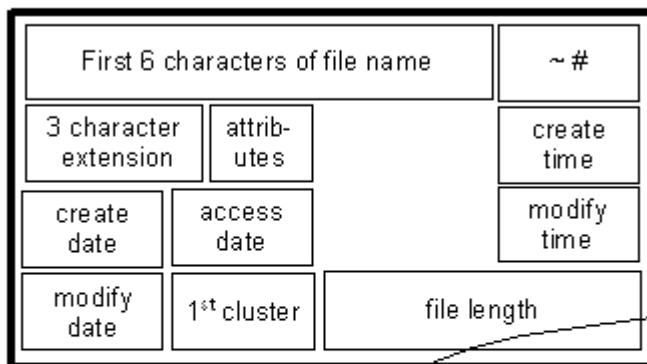 First 6 characters of file name
~ #
3 character
extension
attrib-
utes
create
time
create
date
access
date
modify
time
modify
date
1st cluster
file length